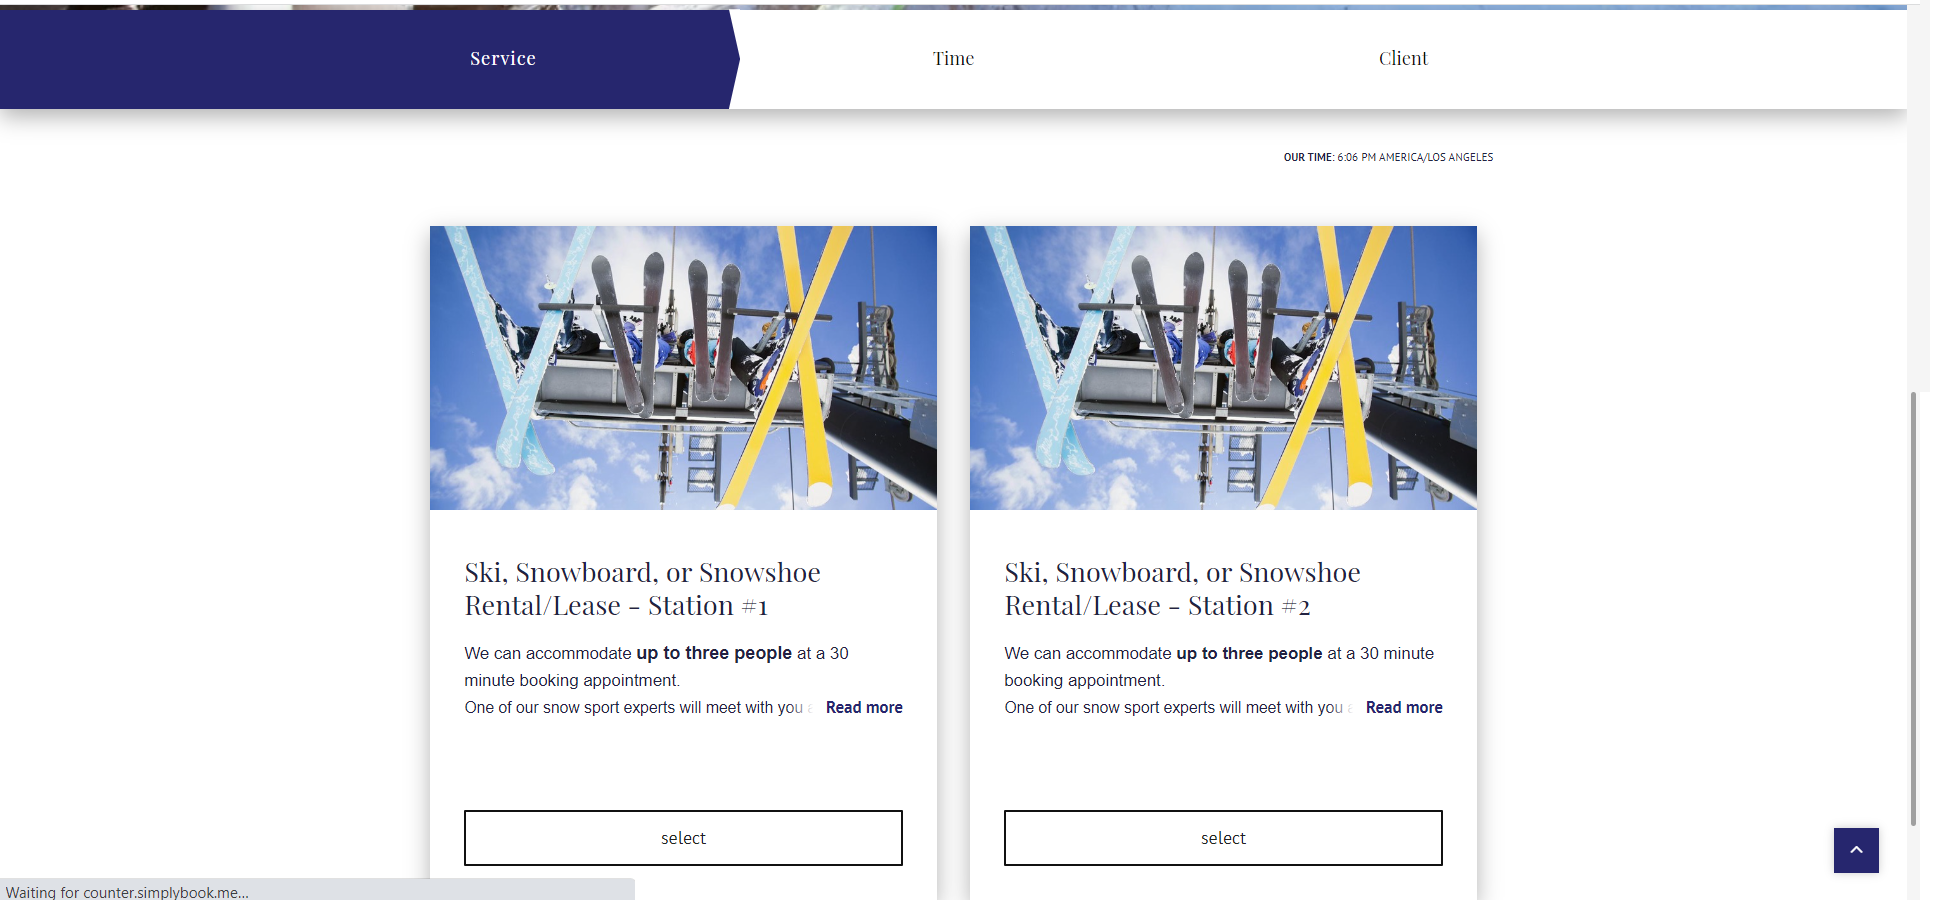 Service
Time
Client
OUR TIME: 6:06 PM AMERICA/LOS ANGELES
Ski, Snowboard, or Snowshoe
Rental/Lease - Station #1
We can accommodate up to three people at a 30
minute booking appointment.
One of our snow sport experts will meet with you a
Read more
select
Ski, Snowboard, or Snowshoe
Rental/Lease - Station #2
We can accommodate up to three people at a 30 minute
booking appointment.
One of our snow sport experts will meet with you a
Read more
select
Waiting for counter.simplybook.me...